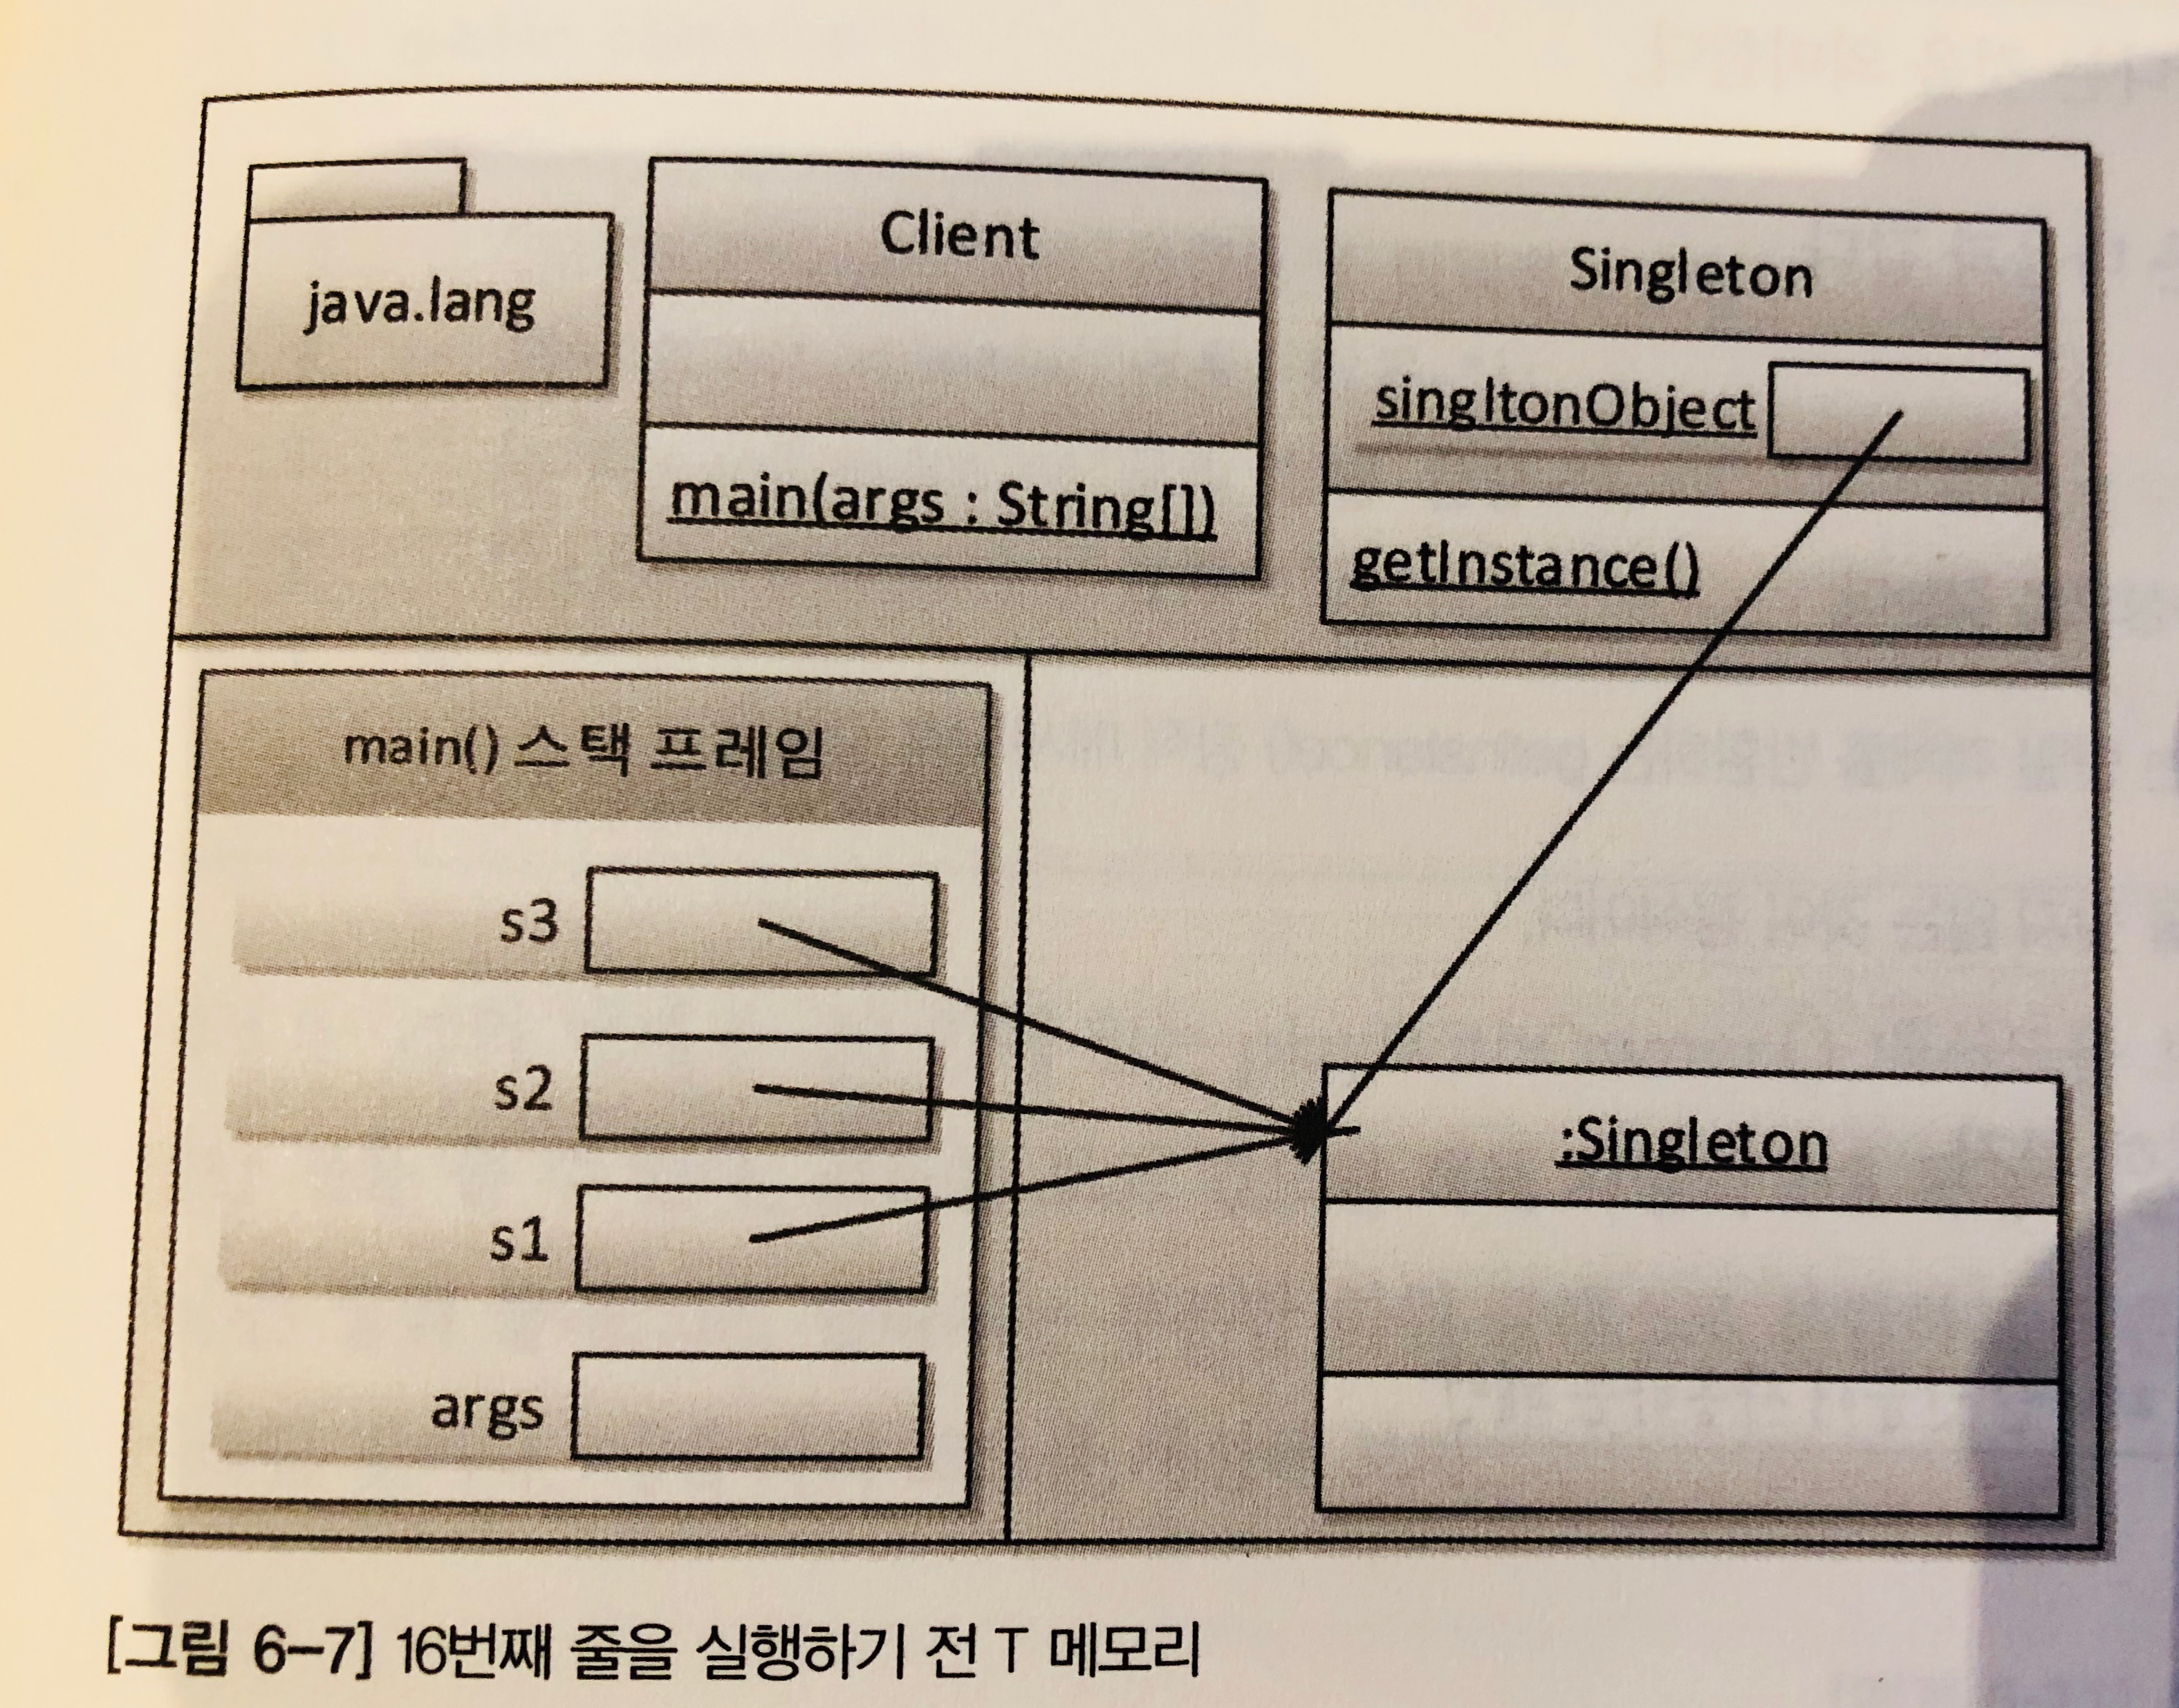 java.lang
Client
main(args : String[])
Singleton
singltonObject
getInstance()
main() 스택 프레임
s3
s2
s1
args
:Singleton
[그림 6-7] 16번째 줄을 실행하기 전 T 메모리